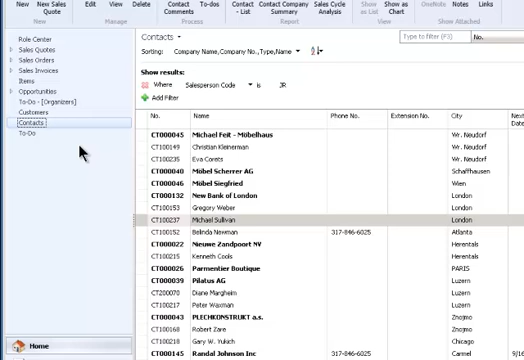 New New Sales Quote Edit View Delete Contact Comments To-dos Contact - List Contact Company Summary Sales Cycle Analysis Show as List Show as Chart OneNote Notes Links
New Manage Process Report View Show Attached
Role Center
Sales Quotes
Sales Orders
Sales Invoices
Items
Opportunities
To-Do - [Organizers]
Customers
Contacts
To-Do
Home
Contacts
Type to filter (F3) No.
Sorting: Company Name,Company No.,Type,Name
Show results:
Where Salesperson Code is JR
Add Filter
No. Name Phone No. Extension No. City Next Date
CT000045 Michael Feit - Möbelhaus Wr. Neudorf
CT100149 Christian Kleinerman Wr. Neudorf
CT100235 Eva Corets Wr. Neudorf
CT000040 Möbel Scherrer AG Schaffhausen
CT000046 Möbel Siegfried Wien
CT000132 New Bank of London London
CT100153 Gregory Weber London
CT100237 Michael Sullivan London
CT100152 Belinda Newman 317-846-6025 Atlanta
CT000022 Nieuwe Zandpoort NV Herentals
CT100215 Kenneth Cools Herentals
CT000026 Parmentier Boutique PARIS
CT000039 Pilatus AG Luzern
CT200070 Diane Margheim Luzern
CT100217 Peter Waxman Luzern
CT000043 PLECHKONSTRUKT a.s. Znojmo
CT100168 Robert Zare Znojmo
CT100218 Gary W. Yukich Chicago
CT000145 Randal Johnson Inc 317-846-6025 Carmel